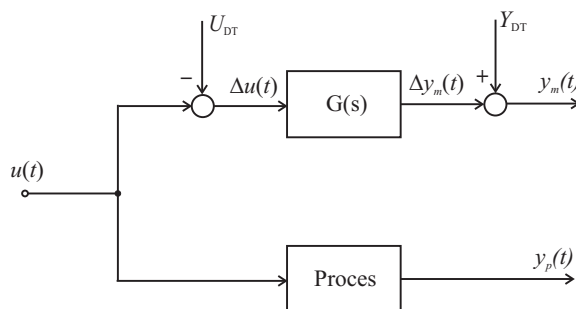 U_DT
Y_DT
−
Δu(t)
G(s)
Δy_m(t)
+
y_m(t)
u(t)
Proces
y_p(t)